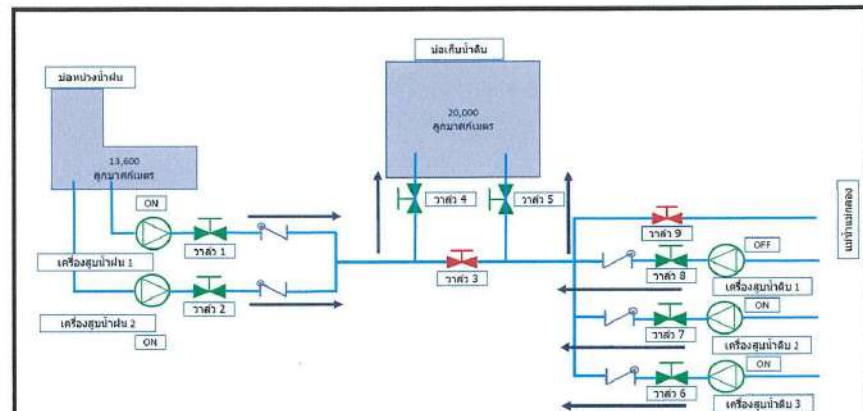 บ่อเก็บน้ำดิบ
บ่อหน่วงน้ำฝน
20,000
ลูกบาศก์เมตร
13,600
ลูกบาศก์เมตร
ON
วาล์ว 4
วาล์ว 5
วาล์ว 9
แม่น้ำแม่กลอง
วาล์ว 1
OFF
เครื่องสูบน้ำฝน 1
วาล์ว 3
วาล์ว 8
เครื่องสูบน้ำดิบ 1
วาล์ว 2
ON
เครื่องสูบน้ำฝน 2
วาล์ว 7
เครื่องสูบน้ำดิบ 2
ON
ON
วาล์ว 6
เครื่องสูบน้ำดิบ 3